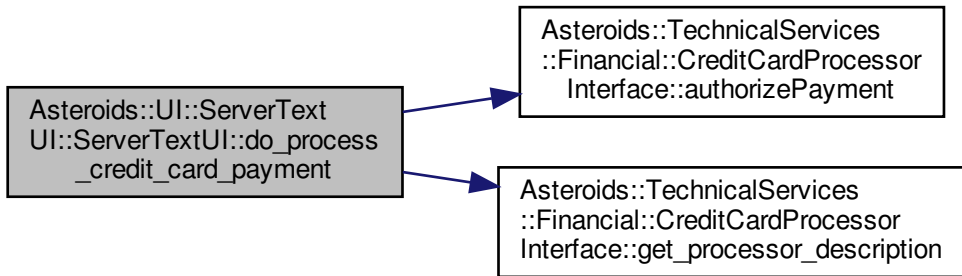 Asteroids::UI::ServerText
UI::ServerTextUI::do_process
_credit_card_payment
Asteroids::TechnicalServices
::Financial::CreditCardProcessor
Interface::authorizePayment
Asteroids::TechnicalServices
::Financial::CreditCardProcessor
Interface::get_processor_description